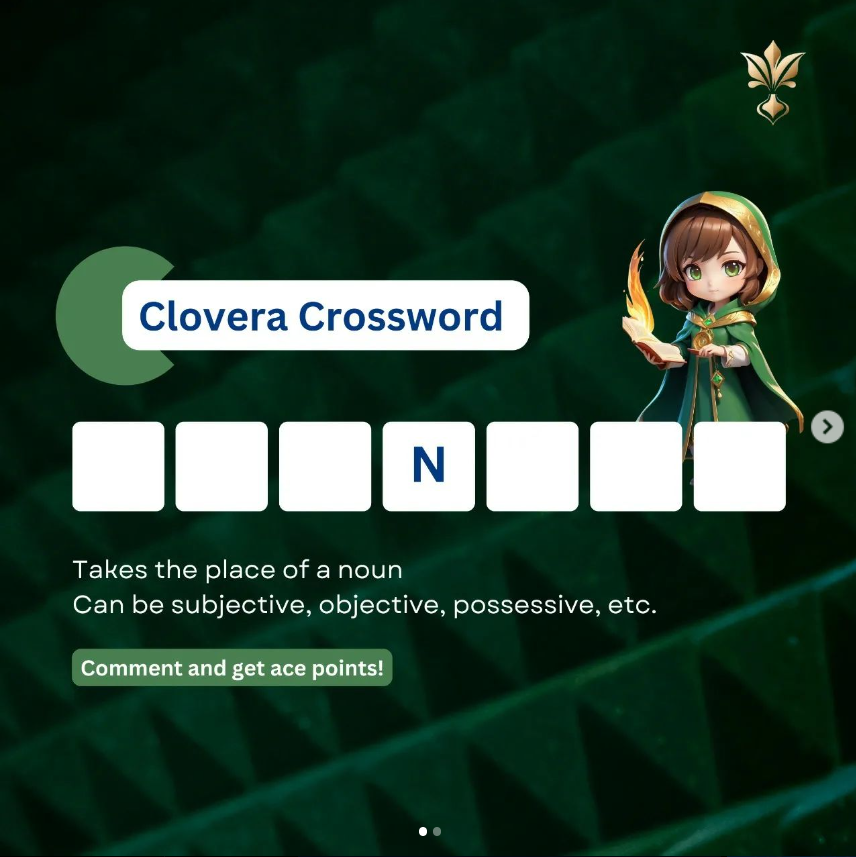 Clovera Crossword
N
Takes the place of a noun
Can be subjective, objective, possessive, etc.
Comment and get ace points!